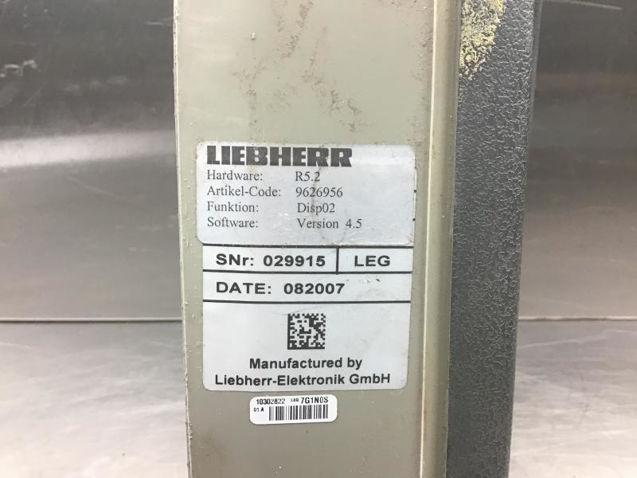 LIEBHERR
Hardware: R5.2
Artikel-Code: 9626956
Funktion: Disp02
Software: Version 4.5
SNr: 029915 LEG
DATE: 082007
Manufactured by
Liebherr-Elektronik GmbH
10302822 7G1N0S
01.A